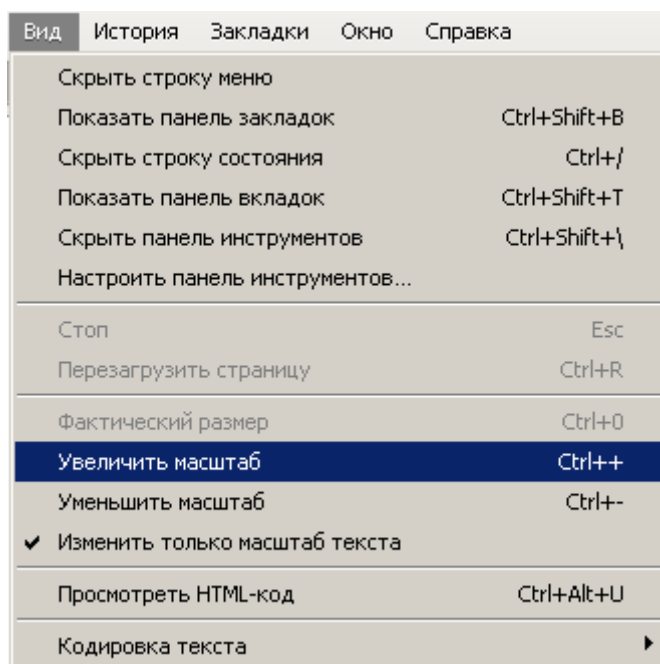 Вид История Закладки Окно Справка
Скрыть строку меню
Показать панель закладок Ctrl+Shift+B
Скрыть строку состояния Ctrl+/
Показать панель вкладок Ctrl+Shift+T
Скрыть панель инструментов Ctrl+Shift+\
Настроить панель инструментов...
Стоп Esc
Перезагрузить страницу Ctrl+R
Фактический размер Ctrl+0
Увеличить масштаб Ctrl++
Уменьшить масштаб Ctrl+-
Изменить только масштаб текста
Просмотреть HTML-код Ctrl+Alt+U
Кодировка текста